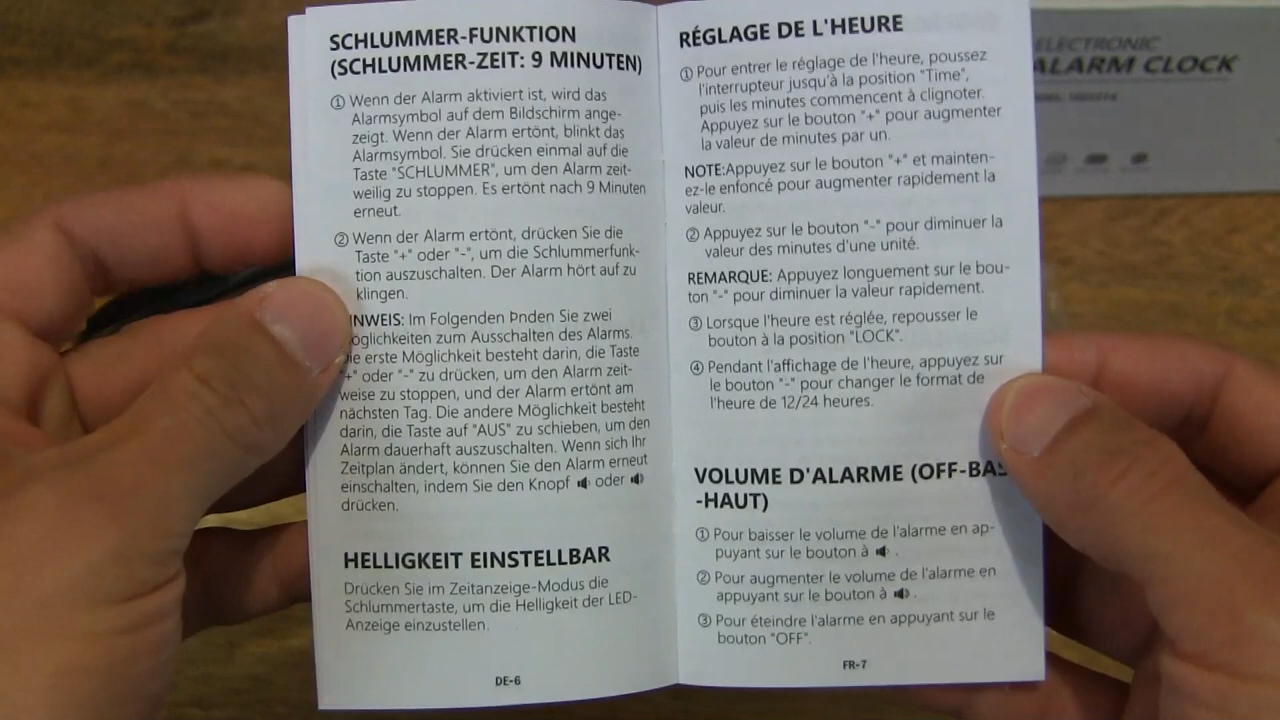 SCHLUMMER-FUNKTION
(SCHLUMMER-ZEIT: 9 MINUTEN)
① Wenn der Alarm aktiviert ist, wird das
Alarmsymbol auf dem Bildschirm ange-
zeigt. Wenn der Alarm ertönt, blinkt das
Alarmsymbol. Sie drücken einmal auf die
Taste "SCHLUMMER", um den Alarm zeit-
weilig zu stoppen. Es ertönt nach 9 Minuten
erneut.
② Wenn der Alarm ertönt, drücken Sie die
Taste "+" oder "-", um die Schlummerfunk-
tion auszuschalten. Der Alarm hört auf zu
klingen.
INWEIS: Im Folgenden Þnden Sie zwei
öglichkeiten zum Ausschalten des Alarms.
ie erste Möglichkeit besteht darin, die Taste
"+" oder "-" zu drücken, um den Alarm zeit-
weise zu stoppen, und der Alarm ertönt am
nächsten Tag. Die andere Möglichkeit besteht
darin, die Taste auf "AUS" zu schieben, um den
Alarm dauerhaft auszuschalten. Wenn sich Ihr
Zeitplan ändert, können Sie den Alarm erneut
einschalten, indem Sie den Knopf oder
drücken.
HELLIGKEIT EINSTELLBAR
Drücken Sie im Zeitanzeige-Modus die
Schlummertaste, um die Helligkeit der LED-
Anzeige einzustellen.
DE-6
RÉGLAGE DE L'HEURE
① Pour entrer le réglage de l'heure, poussez
l'interrupteur jusqu'à la position "Time",
puis les minutes commencent à clignoter.
Appuyez sur le bouton "+" pour augmenter
la valeur de minutes par un.
NOTE:Appuyez sur le bouton "+" et mainten-
ez-le enfoncé pour augmenter rapidement la
valeur.
② Appuyez sur le bouton "-" pour diminuer la
valeur des minutes d'une unité.
REMARQUE: Appuyez longuement sur le bou-
ton "-" pour diminuer la valeur rapidement.
③ Lorsque l'heure est réglée, repousser le
bouton à la position "LOCK".
④ Pendant l'affichage de l'heure, appuyez sur
le bouton "-" pour changer le format de
l'heure de 12/24 heures.
VOLUME D'ALARME (OFF-BAS
-HAUT)
① Pour baisser le volume de l'alarme en ap-
puyant sur le bouton à .
② Pour augmenter le volume de l'alarme en
appuyant sur le bouton à .
③ Pour éteindre l'alarme en appuyant sur le
bouton "OFF".
FR-7
ELECTRONIC
ALARM CLOCK